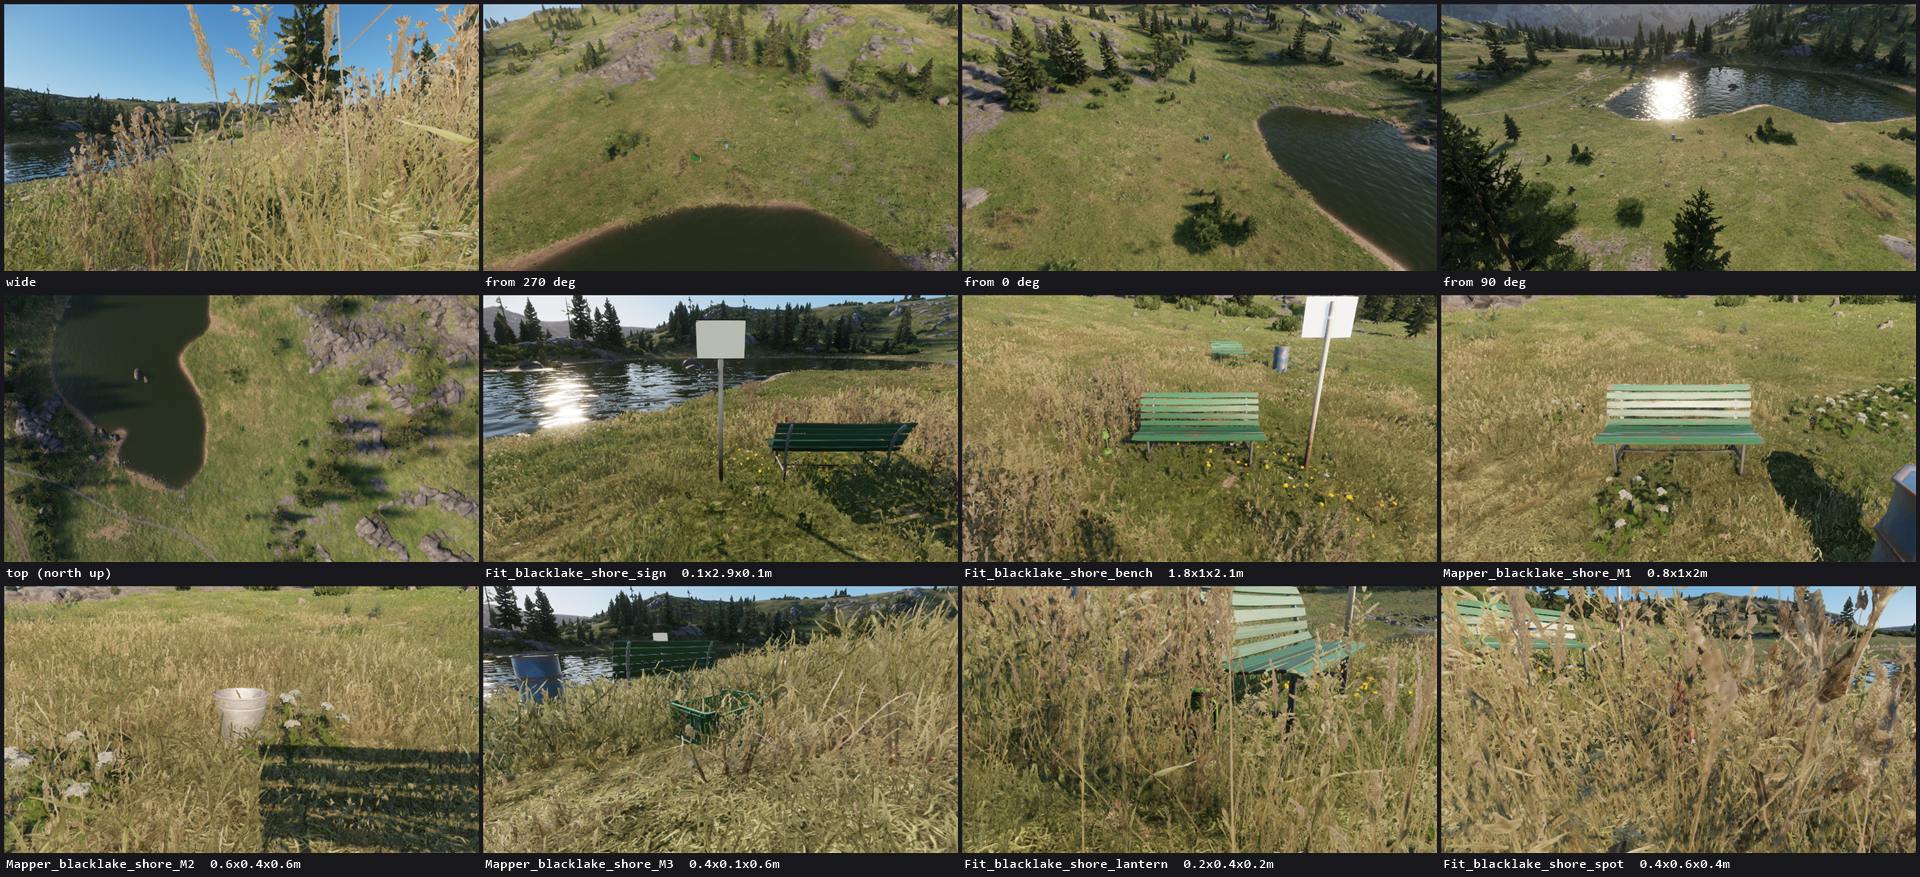 wide
from 270 deg
from 0 deg
from 90 deg
top (north up)
Fit_blacklake_shore_sign 0.1x2.9x0.1m
Fit_blacklake_shore_bench 1.8x1x2.1m
Mapper_blacklake_shore_M1 0.8x1x2m
Mapper_blacklake_shore_M2 0.6x0.4x0.6m
Mapper_blacklake_shore_M3 0.4x0.1x0.6m
Fit_blacklake_shore_lantern 0.2x0.4x0.2m
Fit_blacklake_shore_spot 0.4x0.6x0.4m